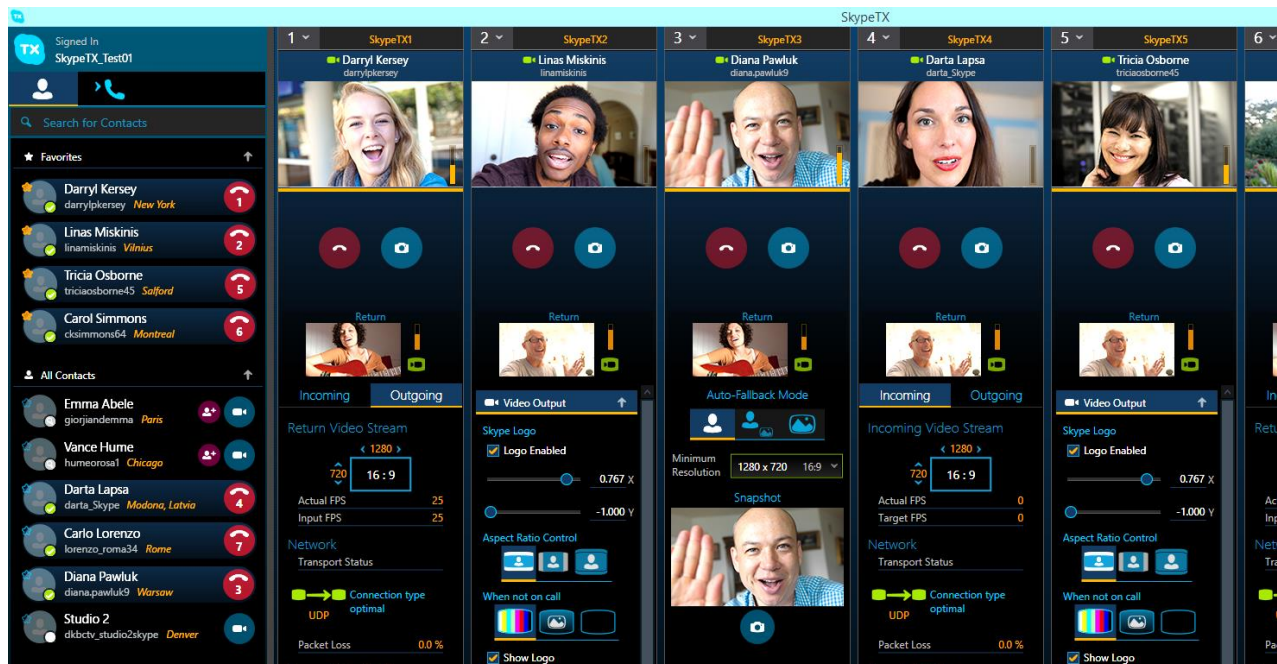 SkypeTX
TX
Signed In
SkypeTX_Test01
Search for Contacts
Favorites
Darryl Kersey
darrylpkersey New York
1
Linas Miskinis
linamiskinis Vilnius
2
Tricia Osborne
triciaosborne45 Salford
5
Carol Simmons
cksimmons64 Montreal
6
All Contacts
Emma Abele
giorjiandemma Paris
Vance Hume
humeorosa1 Chicago
Darta Lapsa
darta_Skype Modona, Latvia
4
Carlo Lorenzo
lorenzo_roma34 Rome
7
Diana Pawluk
diana.pawluk9 Warsaw
3
Studio 2
dkbctv_studio2skype Denver
1 SkypeTX1
Darryl Kersey
darrylpkersey
Return
Incoming Outgoing
Return Video Stream
1280
720 16:9
Actual FPS 25
Input FPS 25
Network
Transport Status
Connection type
optimal
UDP
Packet Loss 0.0 %
2 SkypeTX2
Linas Miskinis
linamiskinis
Return
Video Output
Skype Logo
Logo Enabled
0.767 X
-1.000 Y
Aspect Ratio Control
When not on call
Show Logo
3 SkypeTX3
Diana Pawluk
diana.pawluk9
Return
Auto-Fallback Mode
Minimum
Resolution
1280 x 720 16:9
Snapshot
4 SkypeTX4
Darta Lapsa
darta_Skype
Return
Incoming Outgoing
Incoming Video Stream
1280
720 16:9
Actual FPS 0
Target FPS 0
Network
Transport Status
Connection type
optimal
UDP
Packet Loss 0.0 %
5 SkypeTX5
Tricia Osborne
triciaosborne45
Return
Video Output
Skype Logo
Logo Enabled
0.767 X
-1.000 Y
Aspect Ratio Control
When not on call
Show Logo
6